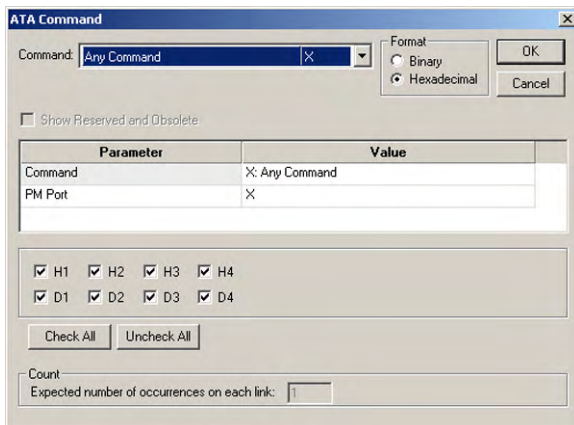 ATA Command
Command: Any Command X
Format
Binary
Hexadecimal
OK
Cancel
Show Reserved and Obsolete
Parameter Value
Command X: Any Command
PM Port X
H1 H2 H3 H4
D1 D2 D3 D4
Check All Uncheck All
Count
Expected number of occurrences on each link: 1